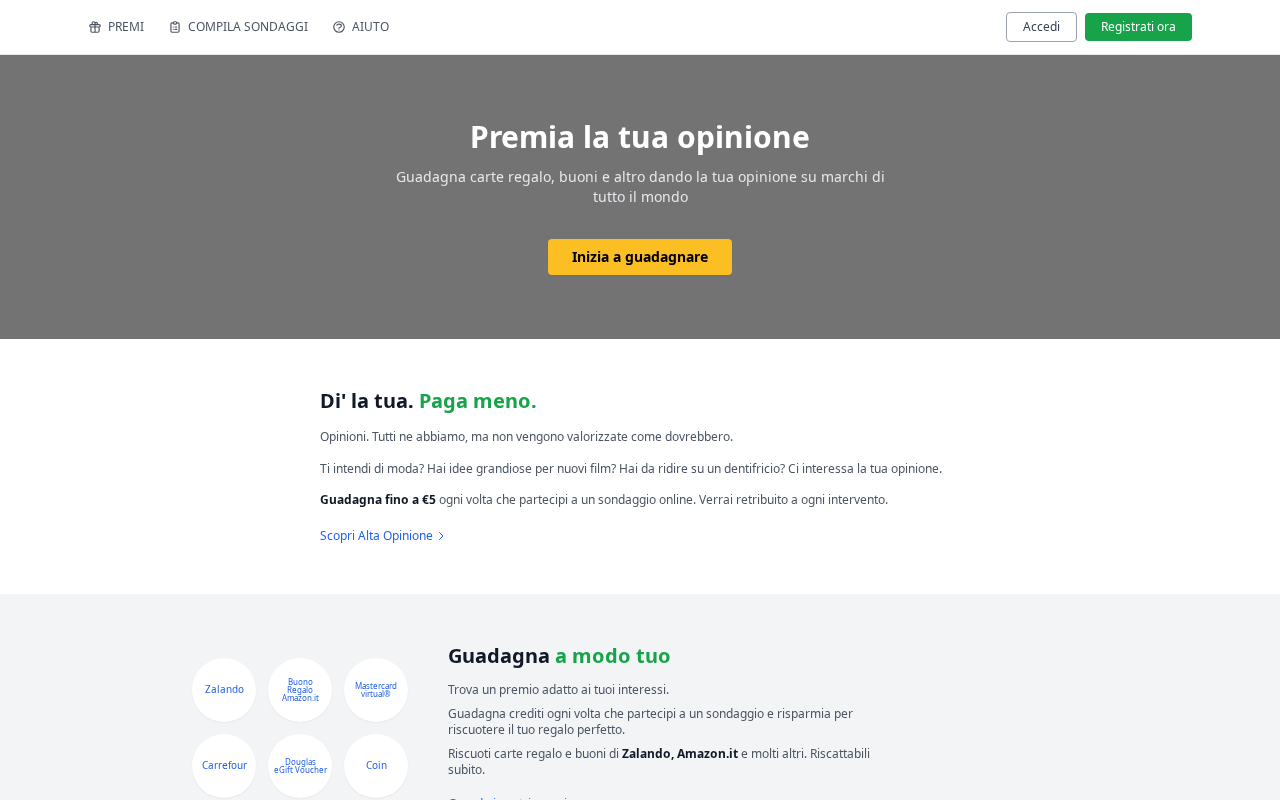 PREMI
COMPILA SONDAGGI
AIUTO
Accedi
Registrati ora
Premia la tua opinione
Guadagna carte regalo, buoni e altro dando la tua opinione su marchi di
tutto il mondo
Inizia a guadagnare
Di' la tua. Paga meno.
Opinioni. Tutti ne abbiamo, ma non vengono valorizzate come dovrebbero.
Ti intendi di moda? Hai idee grandiose per nuovi film? Hai da ridire su un dentifricio? Ci interessa la tua opinione.
Guadagna fino a €5 ogni volta che partecipi a un sondaggio online. Verrai retribuito a ogni intervento.
Scopri Alta Opinione
Zalando
Buono
Regalo
Amazon.it
Mastercard
virtual®
Carrefour
Douglas
eGift Voucher
Coin
Guadagna a modo tuo
Trova un premio adatto ai tuoi interessi.
Guadagna crediti ogni volta che partecipi a un sondaggio e risparmia per
riscuotere il tuo regalo perfetto.
Riscuoti carte regalo e buoni di Zalando, Amazon.it e molti altri. Riscattabili
subito.